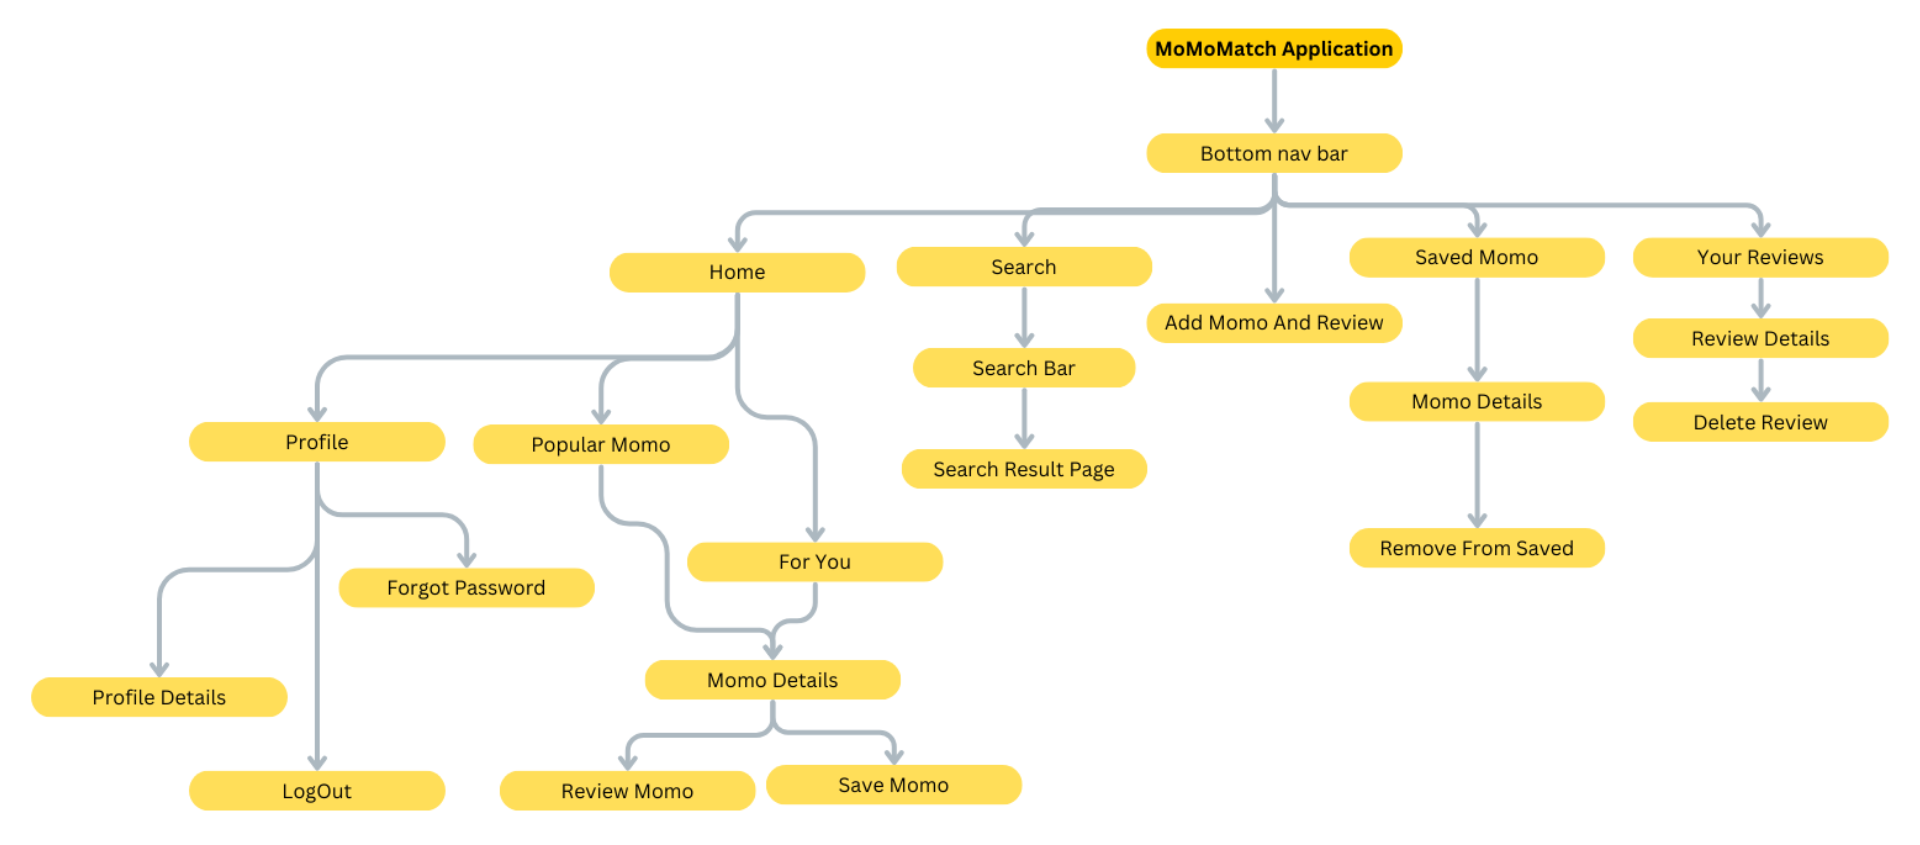 MoMoMatch Application
Bottom nav bar
Home
Search
Add Momo And Review
Saved Momo
Your Reviews
Search Bar
Review Details
Momo Details
Delete Review
Profile
Popular Momo
Search Result Page
For You
Remove From Saved
Forgot Password
Profile Details
Momo Details
LogOut
Review Momo
Save Momo